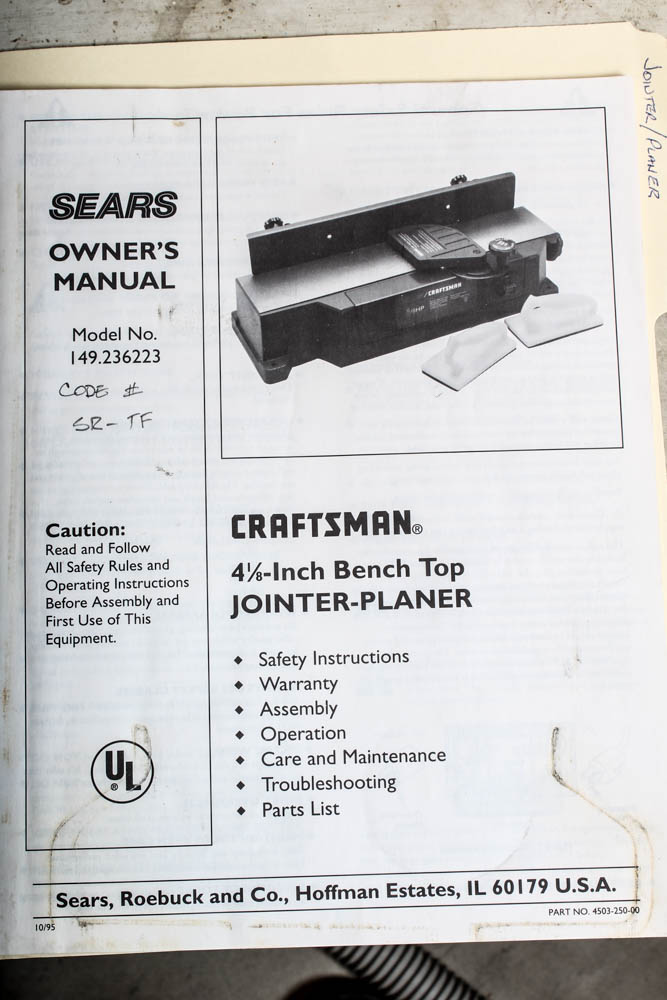 JOINTER/PLANER
SEARS
OWNER'S
MANUAL
Model No.
149.236223
CODE #
SR-TF
Caution:
Read and Follow
All Safety Rules and
Operating Instructions
Before Assembly and
First Use of This
Equipment.
UL
®
CRAFTSMAN
HP
CRAFTSMAN®
4⅛-Inch Bench Top
JOINTER-PLANER
◆ Safety Instructions
◆ Warranty
◆ Assembly
◆ Operation
◆ Care and Maintenance
◆ Troubleshooting
◆ Parts List
Sears, Roebuck and Co., Hoffman Estates, IL 60179 U.S.A.
10/95
PART NO. 4503-250-00